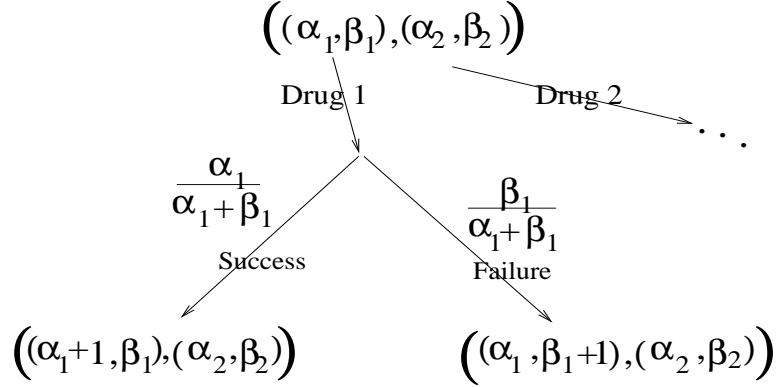 ((α₁,β₁),(α₂,β₂))
Drug 1 Drug 2
. . .
α₁ / α₁+β₁ β₁ / α₁+β₁
Success Failure
((α₁+1,β₁),(α₂,β₂)) ((α₁,β₁+1),(α₂,β₂))